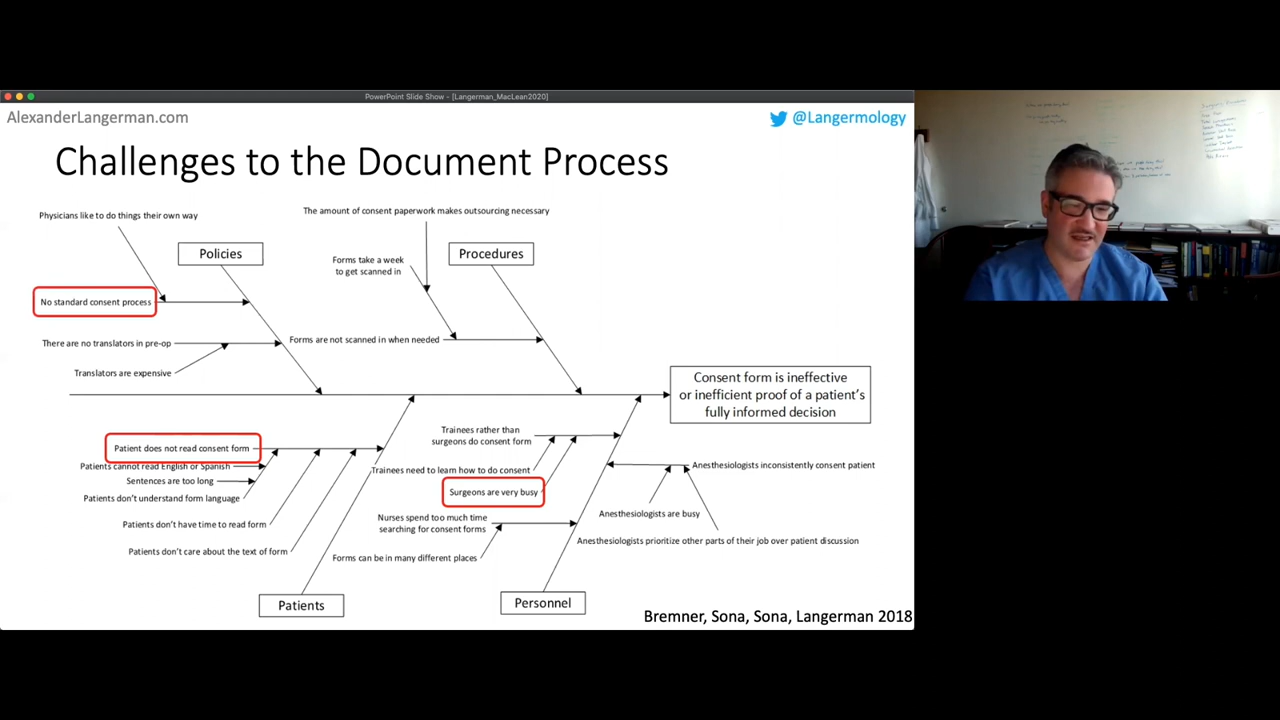 PowerPoint Slide Show - [Langerman_MacLean2020]
AlexanderLangerman.com
@Langermology
Challenges to the Document Process
Physicians like to do things their own way
The amount of consent paperwork makes outsourcing necessary
Policies
Procedures
Forms take a week
to get scanned in
No standard consent process
There are no translators in pre-op
Forms are not scanned in when needed
Translators are expensive
Consent form is ineffective
or inefficient proof of a patient's
fully informed decision
Patient does not read consent form
Patients cannot read English or Spanish
Sentences are too long
Patients don't understand form language
Patients don't have time to read form
Patients don't care about the text of form
Trainees rather than
surgeons do consent form
Trainees need to learn how to do consent
Surgeons are very busy
Nurses spend too much time
searching for consent forms
Forms can be in many different places
Anesthesiologists inconsistently consent patient
Anesthesiologists are busy
Anesthesiologists prioritize other parts of their job over patient discussion
Patients
Personnel
Bremner, Sona, Sona, Langerman 2018